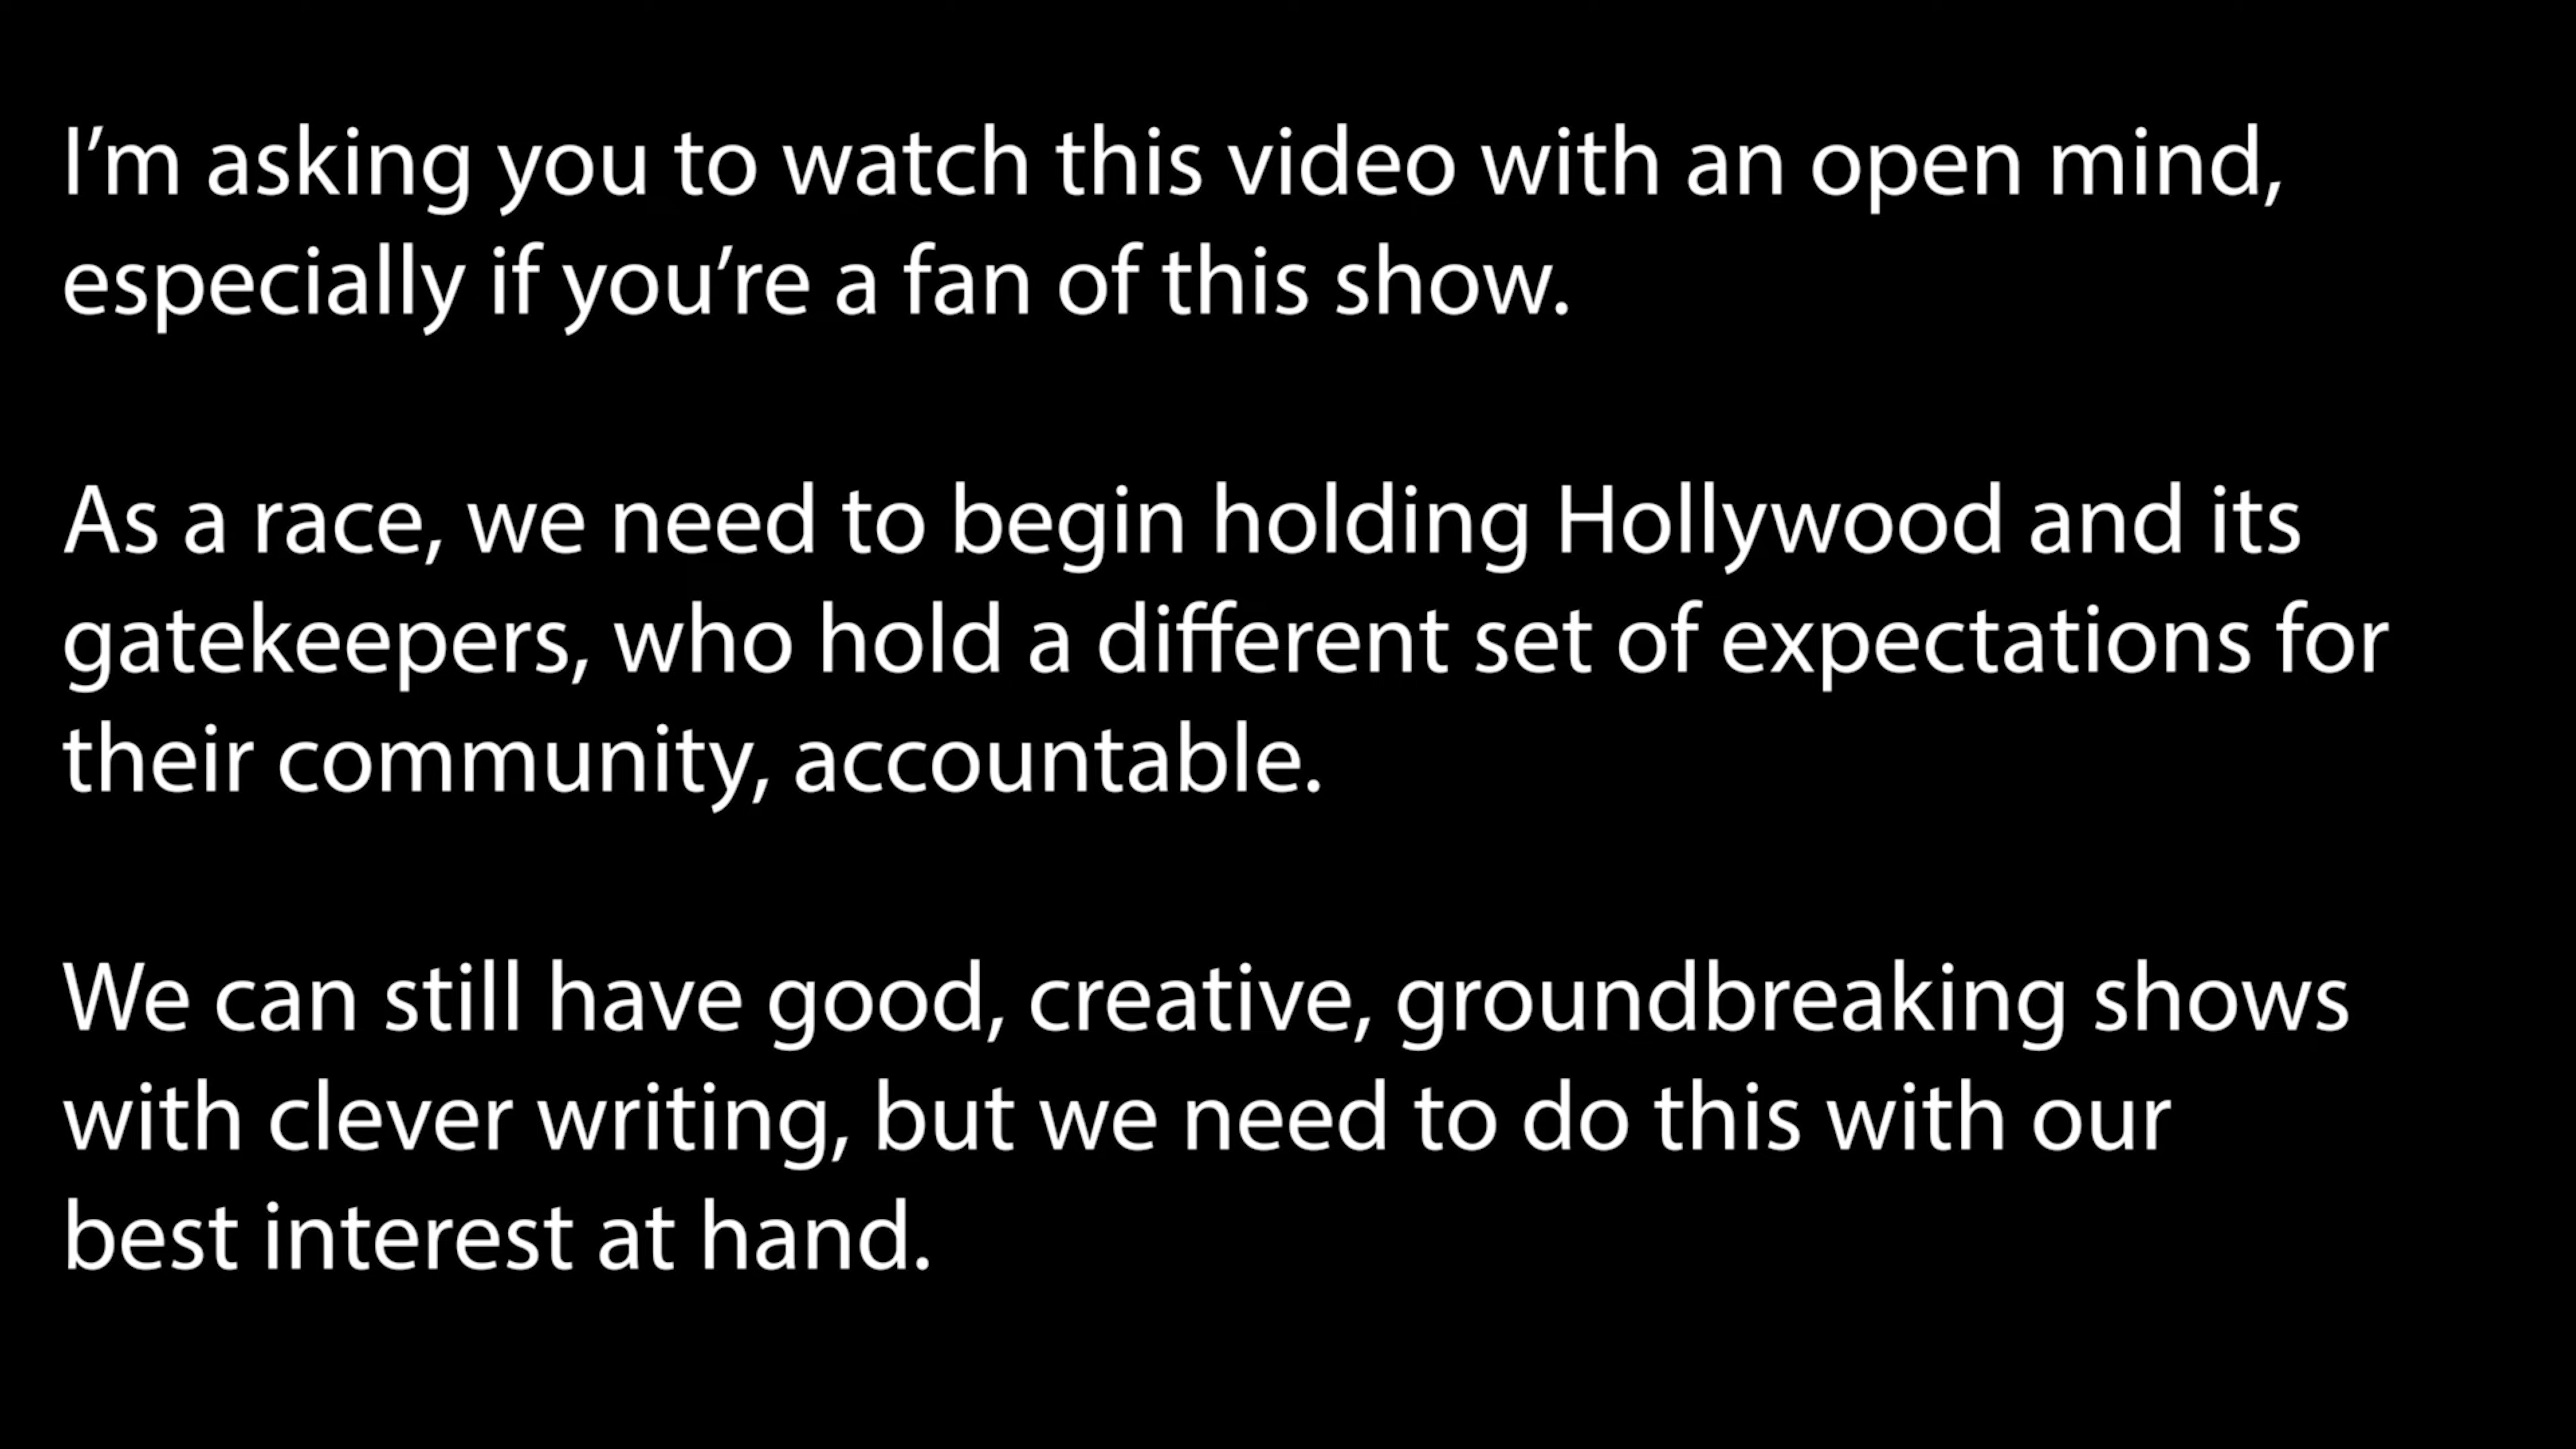 I’m asking you to watch this video with an open mind,
especially if you’re a fan of this show.
As a race, we need to begin holding Hollywood and its
gatekeepers, who hold a different set of expectations for
their community, accountable.
We can still have good, creative, groundbreaking shows
with clever writing, but we need to do this with our
best interest at hand.